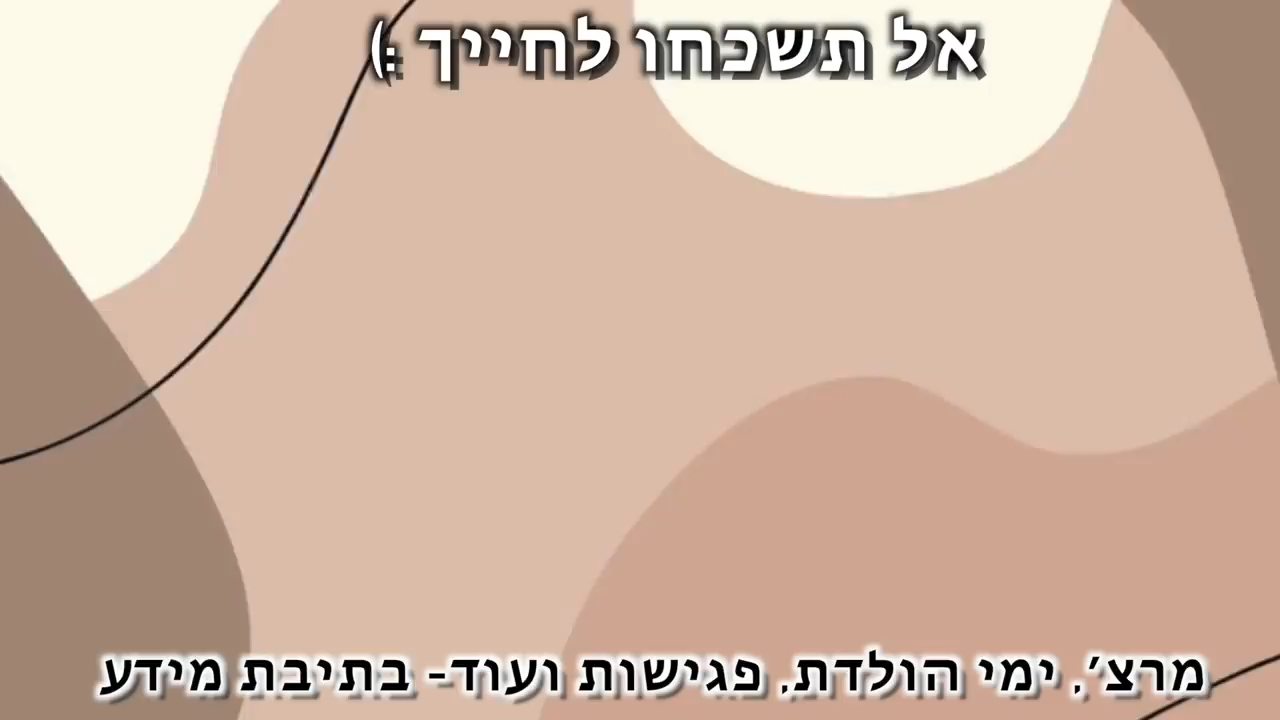 אל תשכחו לחייך :)
מרצ', ימי הולדת, פגישות ועוד- בתיבת מידע